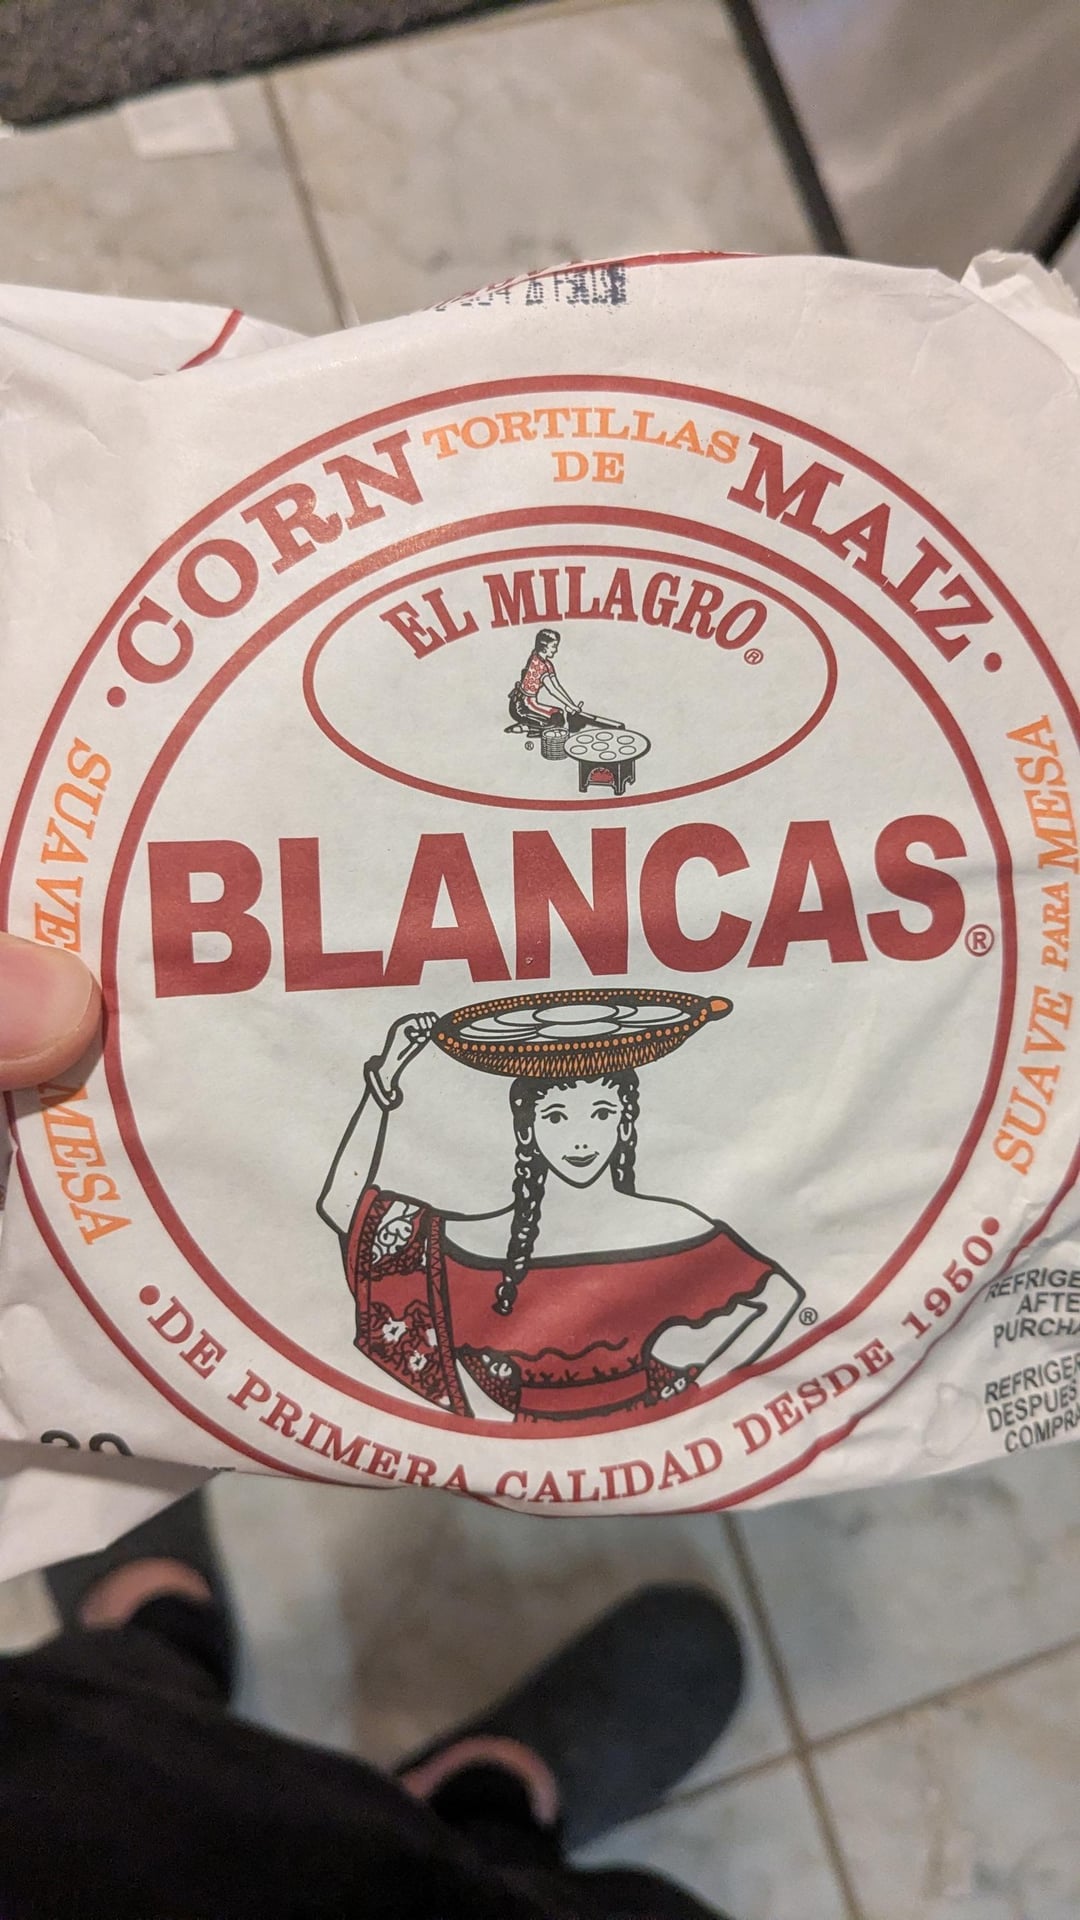 CORN TORTILLAS DE MAIZ
EL MILAGRO®
®
BLANCAS®
®
SUAVE MESA
SUAVE PARA MESA
DE PRIMERA CALIDAD DESDE 1950
AFTE
REFRIGE
PURCHA
REFRIGER
DESPUES
COMPRA